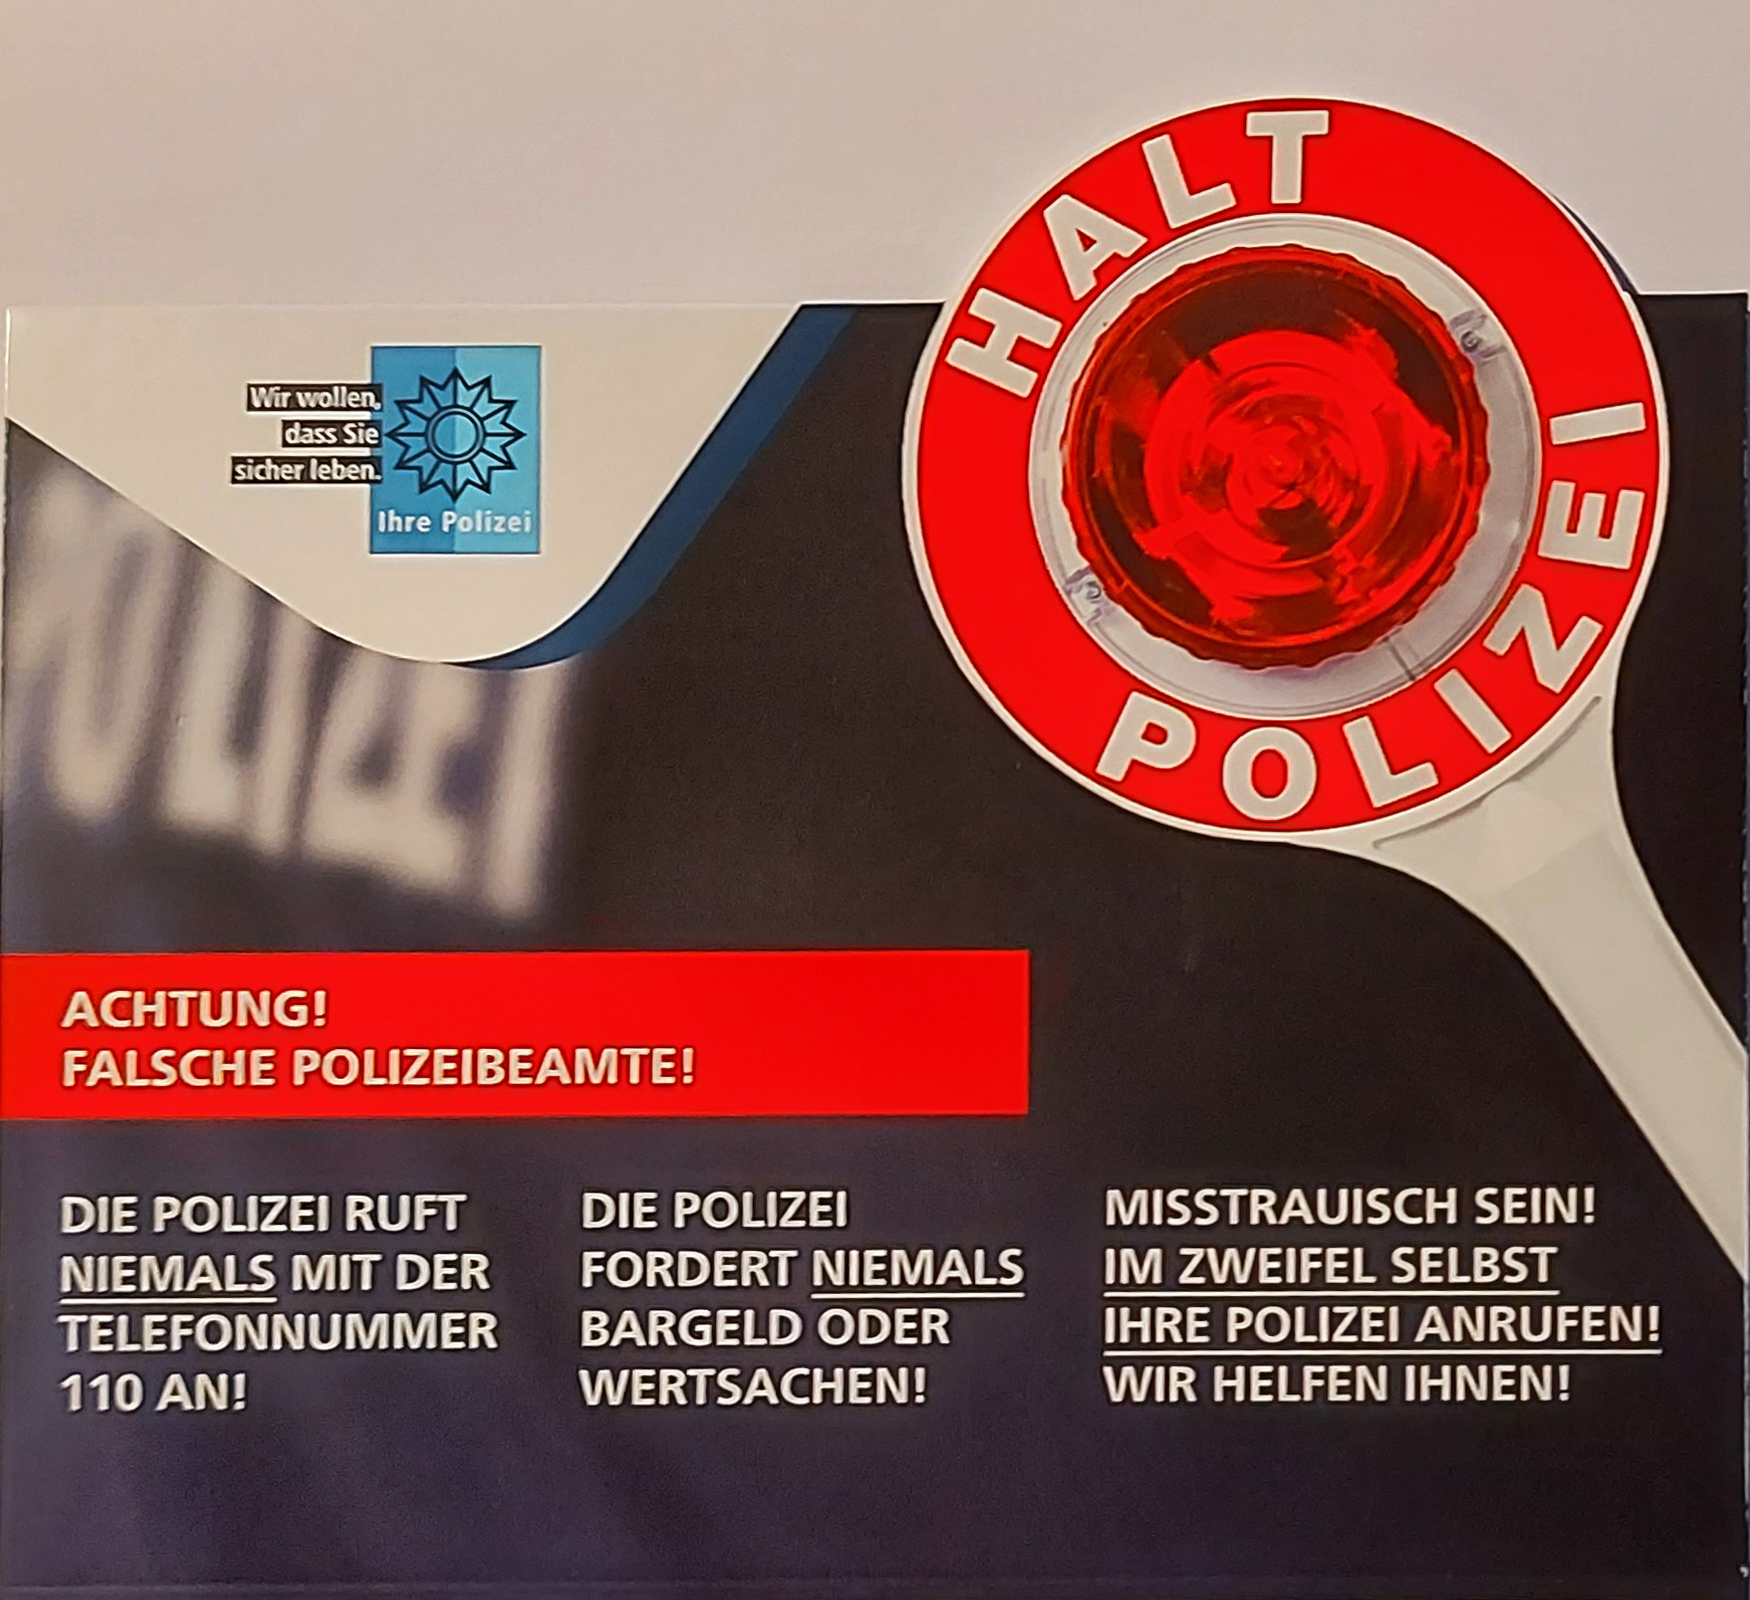 HALT
POLIZEI
Wir wollen,
dass Sie
sicher leben.
Ihre Polizei
POLIZEI
ACHTUNG!
FALSCHE POLIZEIBEAMTE!
DIE POLIZEI RUFT
NIEMALS MIT DER
TELEFONNUMMER
110 AN!
DIE POLIZEI
FORDERT NIEMALS
BARGELD ODER
WERTSACHEN!
MISSTRAUISCH SEIN!
IM ZWEIFEL SELBST
IHRE POLIZEI ANRUFEN!
WIR HELFEN IHNEN!